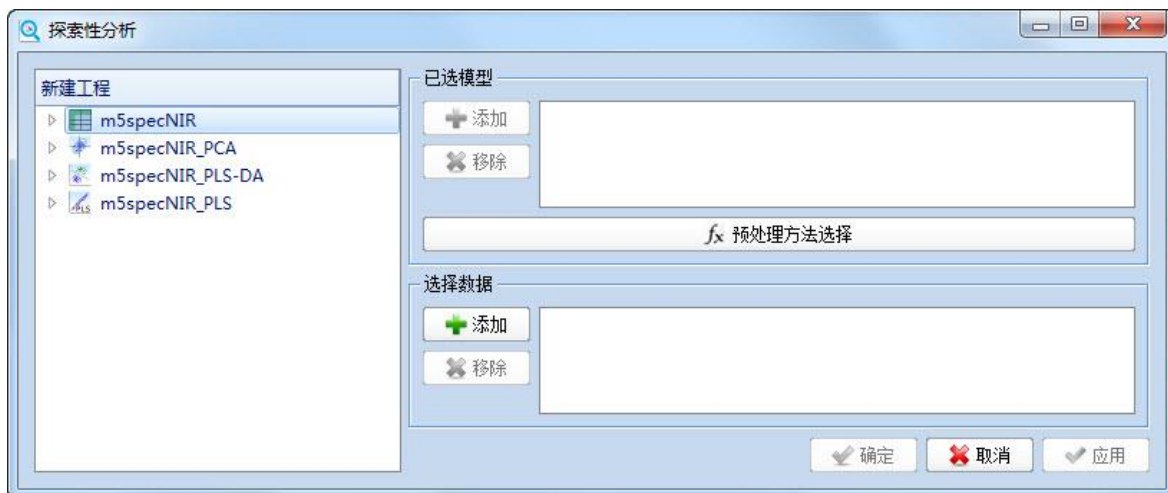 探索性分析
新建工程
m5specNIR
m5specNIR_PCA
m5specNIR_PLS-DA
m5specNIR_PLS
已选模型
添加
移除
fx 预处理方法选择
选择数据
添加
移除
确定
取消
应用